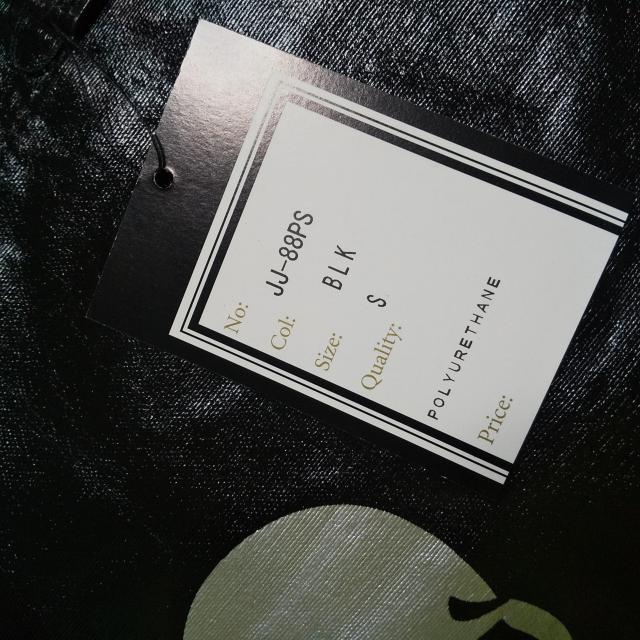 No: JJ-88PS
Col: BLK
Size: S
Quality:
POLYURETHANE
Price: